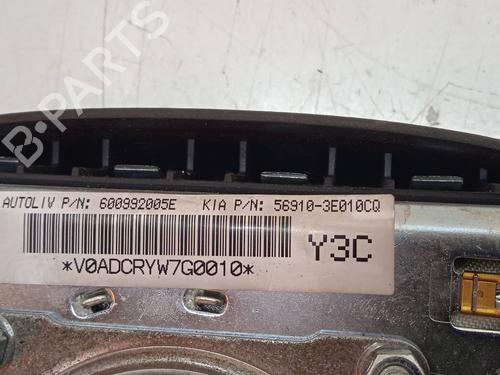 B-PARTS
AUTOLIV P/N: 600992005E KIA P/N: 56910-3E010CQ
*V0ADCRYW7G0010*
Y3C